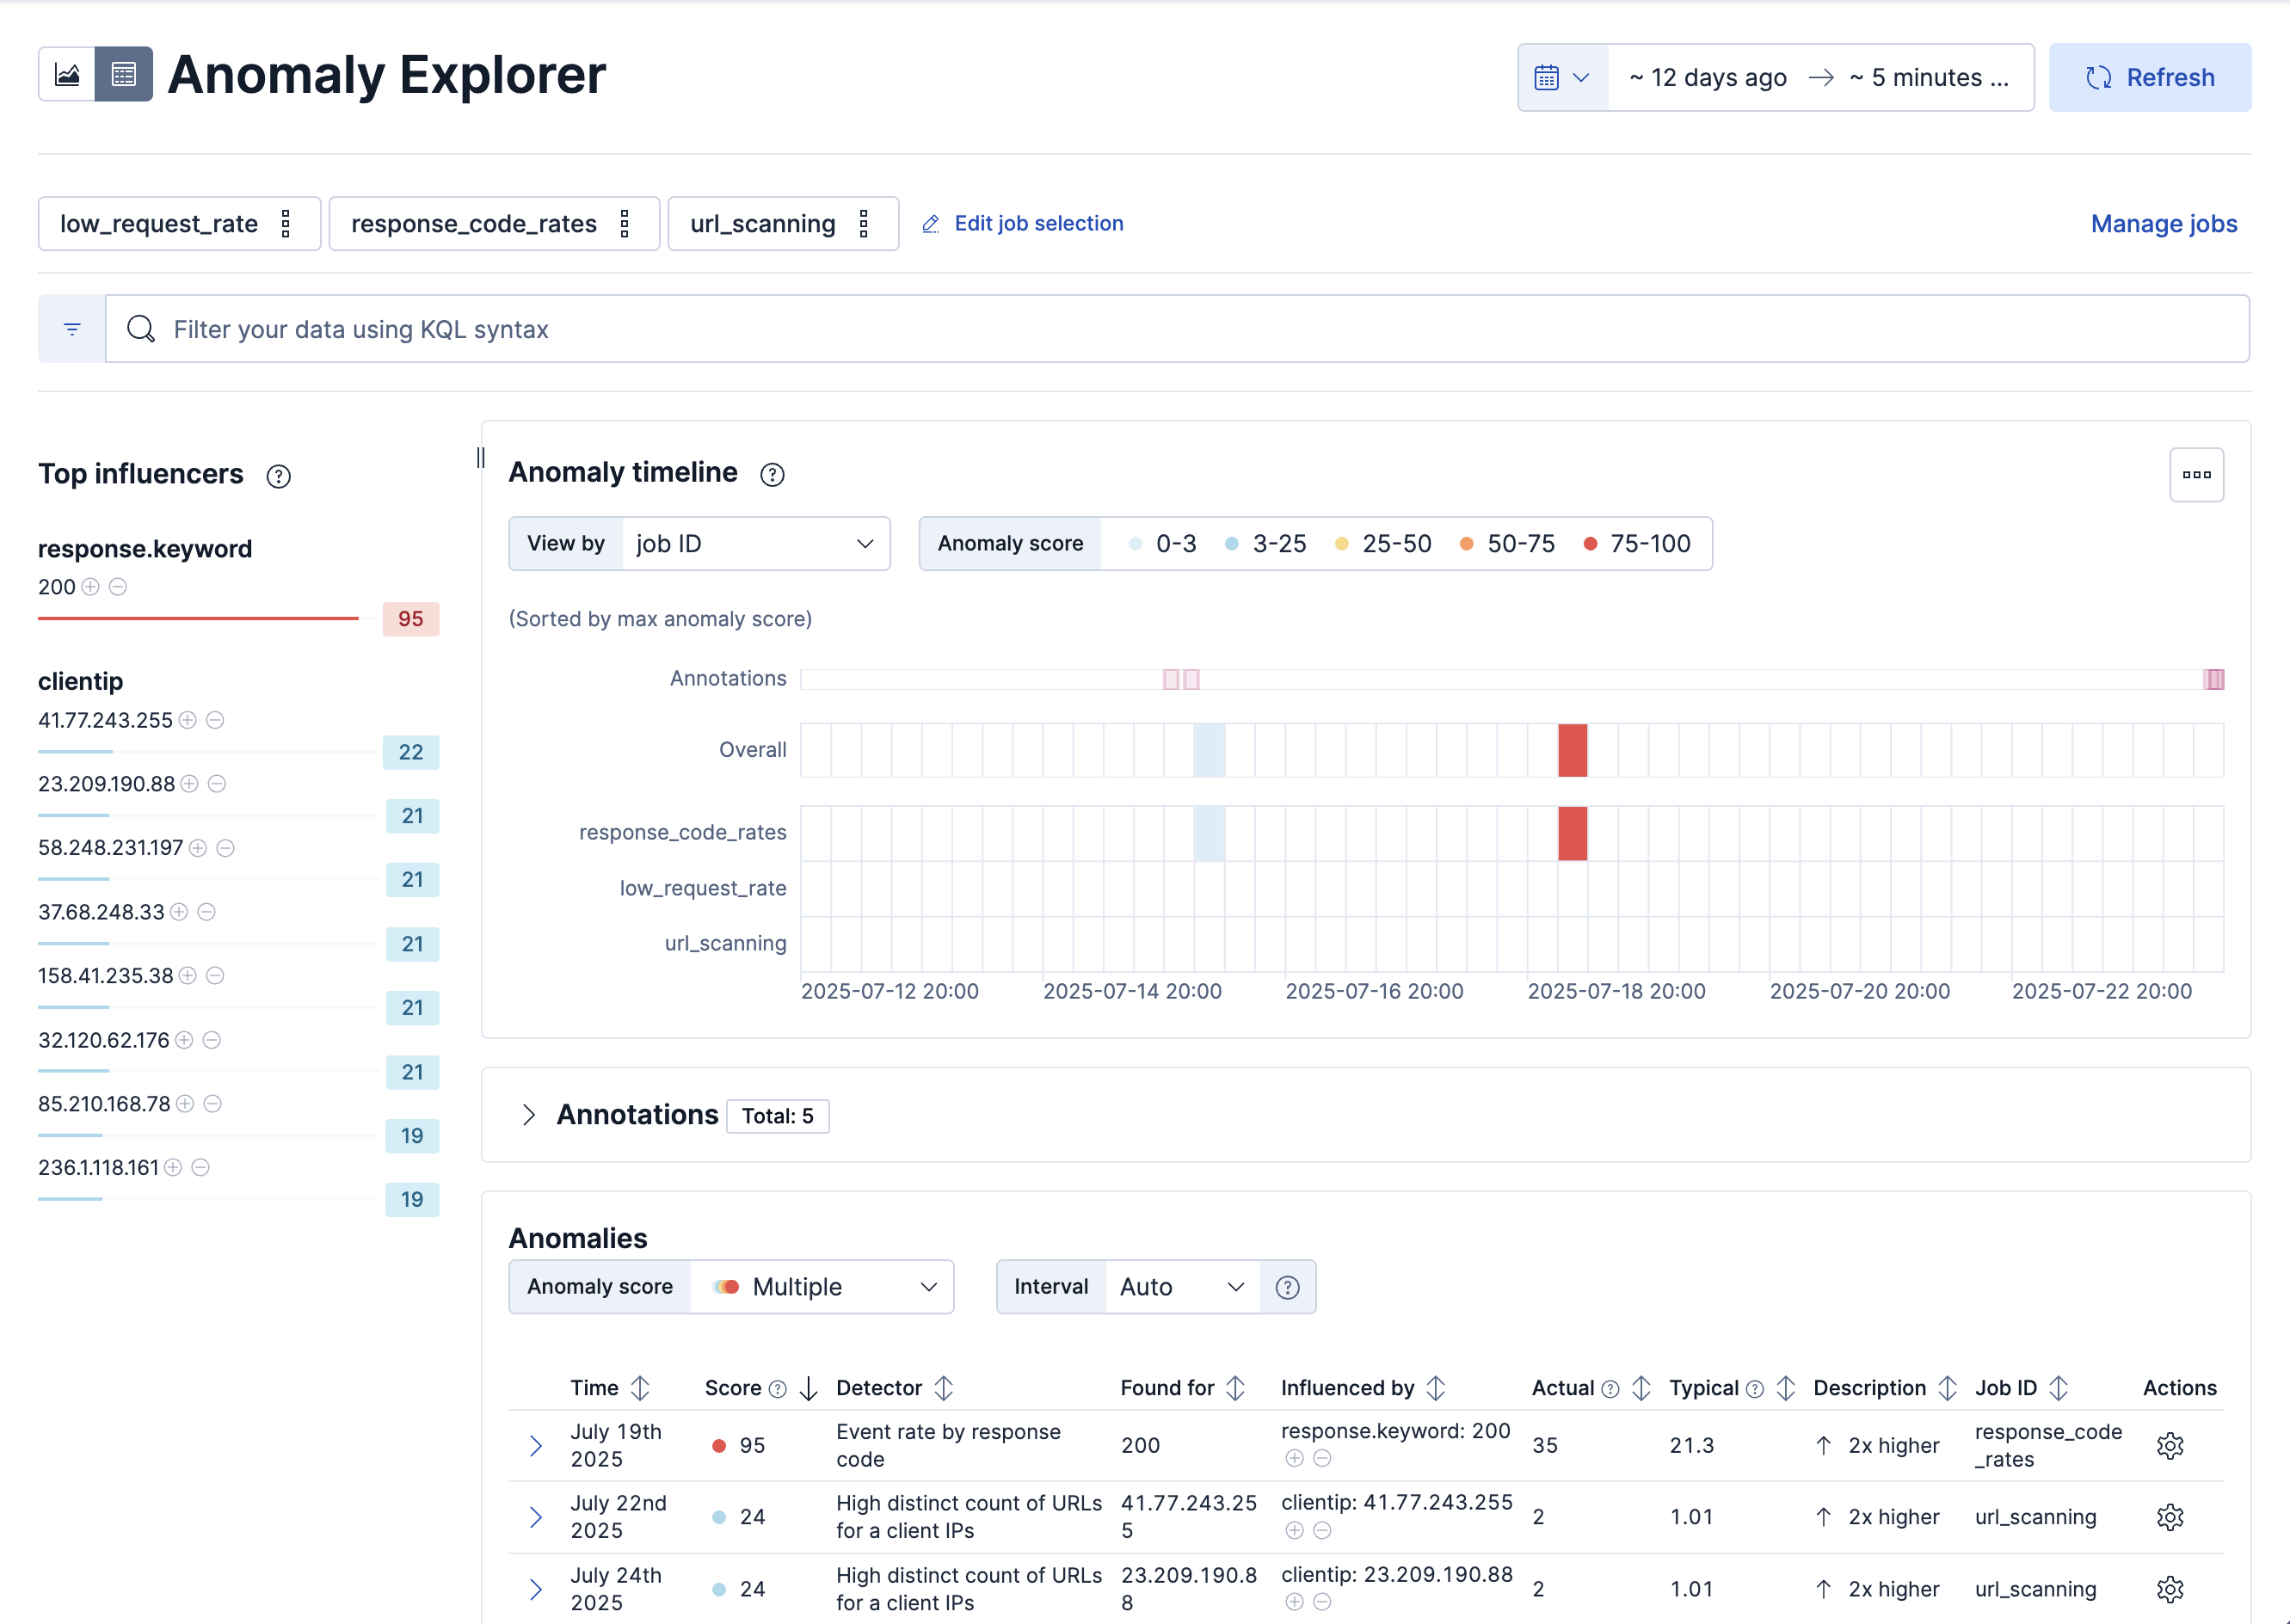 Anomaly Explorer
~ 12 days ago → ~ 5 minutes ...
Refresh
low_request_rate
response_code_rates
url_scanning
Edit job selection
Manage jobs
Filter your data using KQL syntax
Top influencers
response.keyword
200
95
clientip
41.77.243.255
22
23.209.190.88
21
58.248.231.197
21
37.68.248.33
21
158.41.235.38
21
32.120.62.176
21
85.210.168.78
19
236.1.118.161
19
Anomaly timeline
View by job ID
Anomaly score 0-3 3-25 25-50 50-75 75-100
(Sorted by max anomaly score)
Annotations
Overall
response_code_rates
low_request_rate
url_scanning
2025-07-12 20:00 2025-07-14 20:00 2025-07-16 20:00 2025-07-18 20:00 2025-07-20 20:00 2025-07-22 20:00
Annotations Total: 5
Anomalies
Anomaly score Multiple
Interval Auto
Time Score Detector Found for Influenced by Actual Typical Description Job ID Actions
July 19th
2025
95
Event rate by response
code
200
response.keyword: 200
35
21.3
↑ 2x higher
response_code
_rates
July 22nd
2025
24
High distinct count of URLs
for a client IPs
41.77.243.25
5
clientip: 41.77.243.255
2
1.01
↑ 2x higher
url_scanning
July 24th
2025
24
High distinct count of URLs
for a client IPs
23.209.190.8
8
clientip: 23.209.190.88
2
1.01
↑ 2x higher
url_scanning